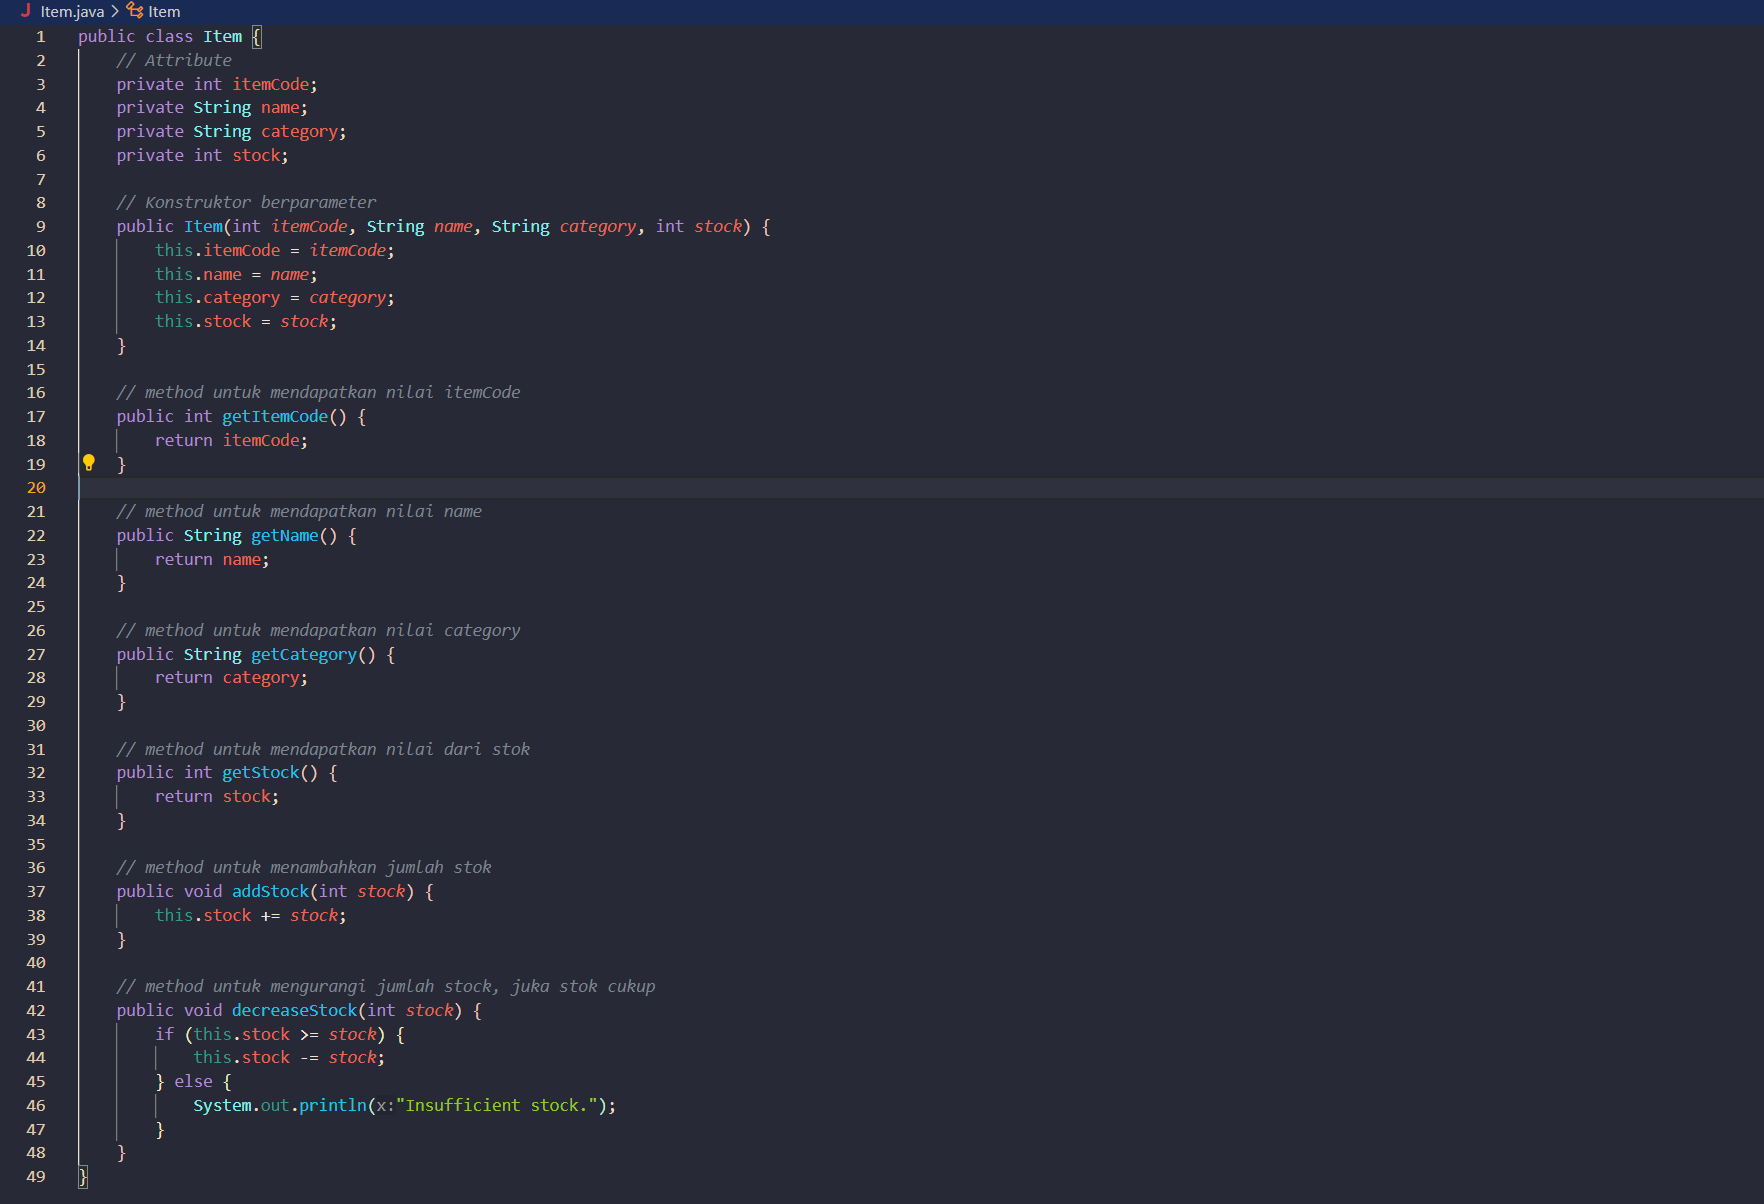 J Item.java > Item
1 public class Item {
2     // Attribute
3     private int itemCode;
4     private String name;
5     private String category;
6     private int stock;
7
8     // Konstruktor berparameter
9     public Item(int itemCode, String name, String category, int stock) {
10         this.itemCode = itemCode;
11         this.name = name;
12         this.category = category;
13         this.stock = stock;
14     }
15
16     // method untuk mendapatkan nilai itemCode
17     public int getItemCode() {
18         return itemCode;
19     }
20
21     // method untuk mendapatkan nilai name
22     public String getName() {
23         return name;
24     }
25
26     // method untuk mendapatkan nilai category
27     public String getCategory() {
28         return category;
29     }
30
31     // method untuk mendapatkan nilai dari stok
32     public int getStock() {
33         return stock;
34     }
35
36     // method untuk menambahkan jumlah stok
37     public void addStock(int stock) {
38         this.stock += stock;
39     }
40
41     // method untuk mengurangi jumlah stock, juka stok cukup
42     public void decreaseStock(int stock) {
43         if (this.stock >= stock) {
44             this.stock -= stock;
45         } else {
46             System.out.println(x:"Insufficient stock.");
47         }
48     }
49 }